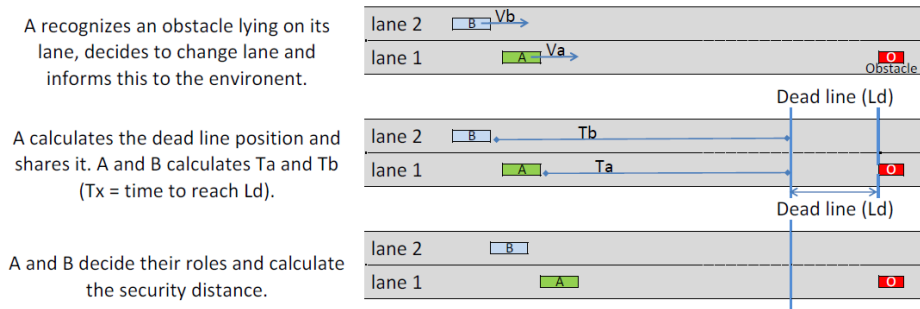 A recognizes an obstacle lying on its
lane, decides to change lane and
informs this to the environent.
lane 2
B
Vb
lane 1
A
Va
O
Obstacle
Dead line (Ld)
A calculates the dead line position and
shares it. A and B calculates Ta and Tb
(Tx = time to reach Ld).
lane 2
B
Tb
lane 1
A
Ta
O
Dead line (Ld)
A and B decide their roles and calculate
the security distance.
lane 2
B
lane 1
A
O